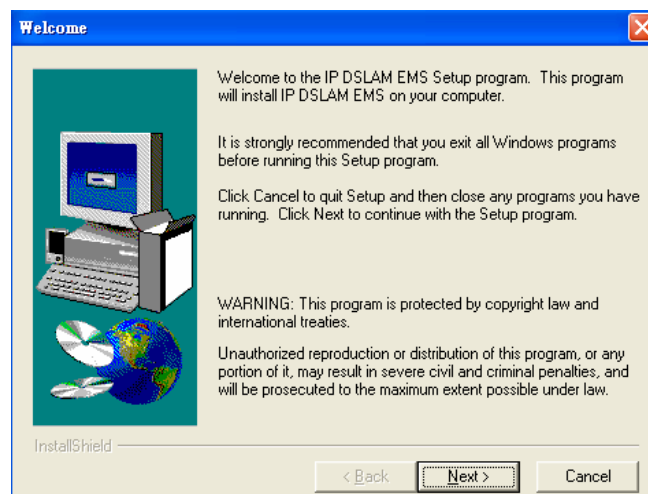 Welcome
Welcome to the IP DSLAM EMS Setup program. This program
will install IP DSLAM EMS on your computer.
It is strongly recommended that you exit all Windows programs
before running this Setup program.
Click Cancel to quit Setup and then close any programs you have
running. Click Next to continue with the Setup program.
WARNING: This program is protected by copyright law and
international treaties.
Unauthorized reproduction or distribution of this program, or any
portion of it, may result in severe civil and criminal penalties, and
will be prosecuted to the maximum extent possible under law.
InstallShield
< Back Next > Cancel